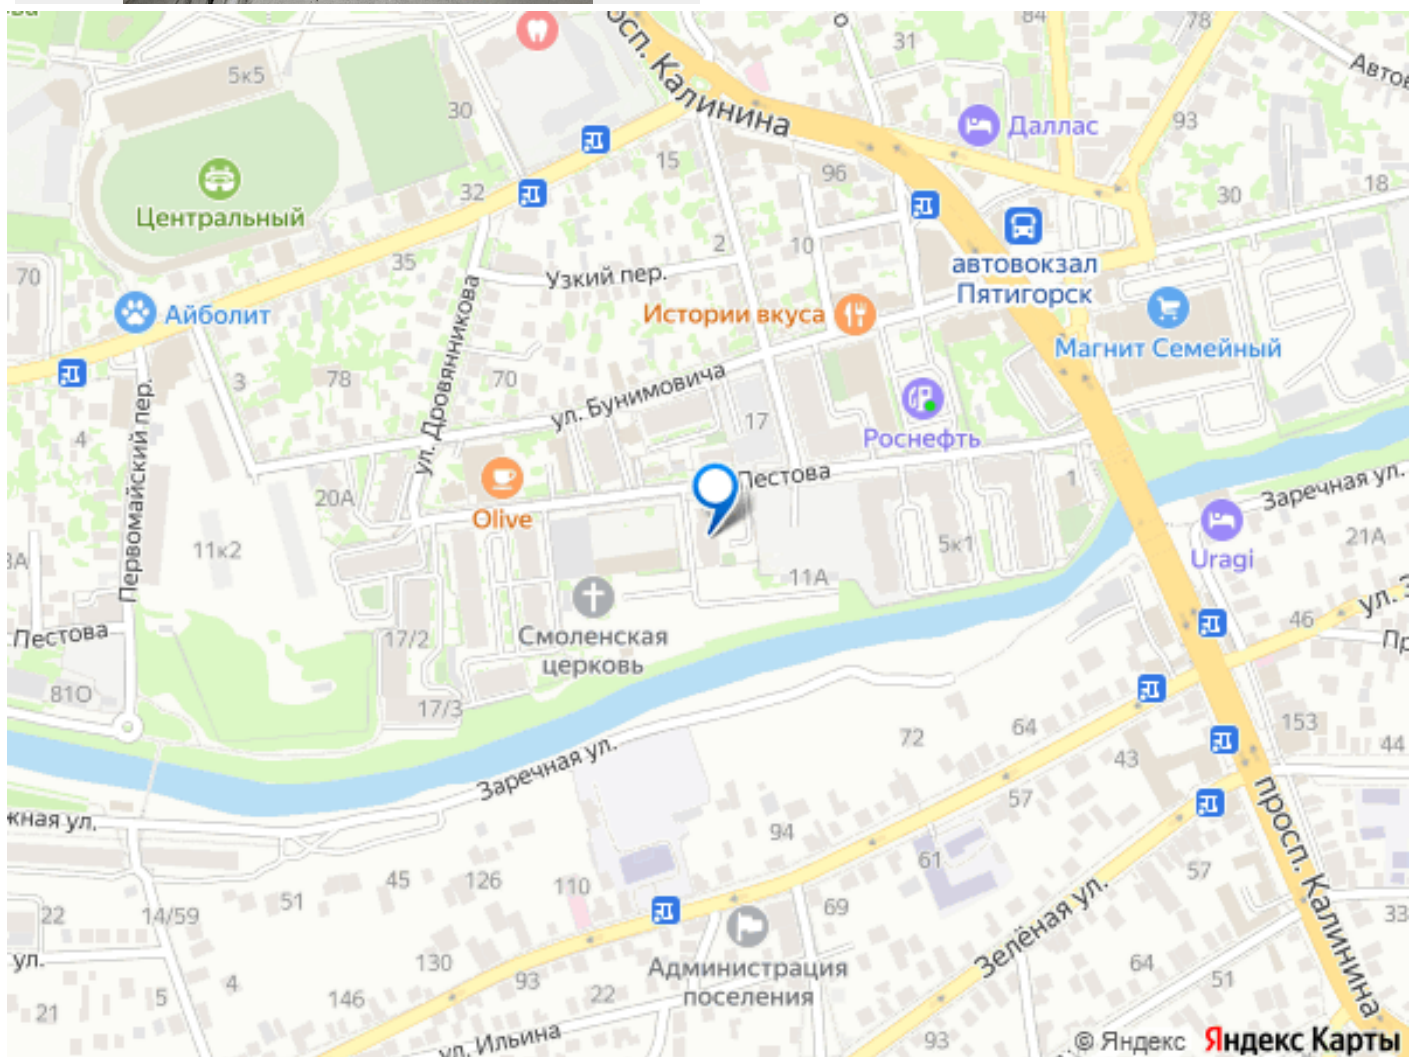 5к5
30
просп. Калинина
31
84
78
Автов
Даллас
93
15
96
32
Центральный
18
30
2
10
35
70
Узкий пер.
автовокзал
Пятигорск
Айболит
Истории вкуса
Магнит Семейный
ул. Дровянникова
3
78
70
ул. Бунимовича
17
Роснефть
4
Первомайский пер.
Пестова
20А
Olive
1
Заречная ул.
11к2
5к1
Uragi
21А
11А
Смоленская
церковь
46
Пестова
17/2
81О
17/3
72
64
153
43
44
Заречная ул.
57
просп. Калинина
жная ул.
94
61
57
45
126
110
51
22
14/59
69
Зелёная ул.
33
ул.
130
Администрация
поселения
64
51
4
93
22
5
146
21
ул. Ильина
93
© Яндекс Яндекс Карты